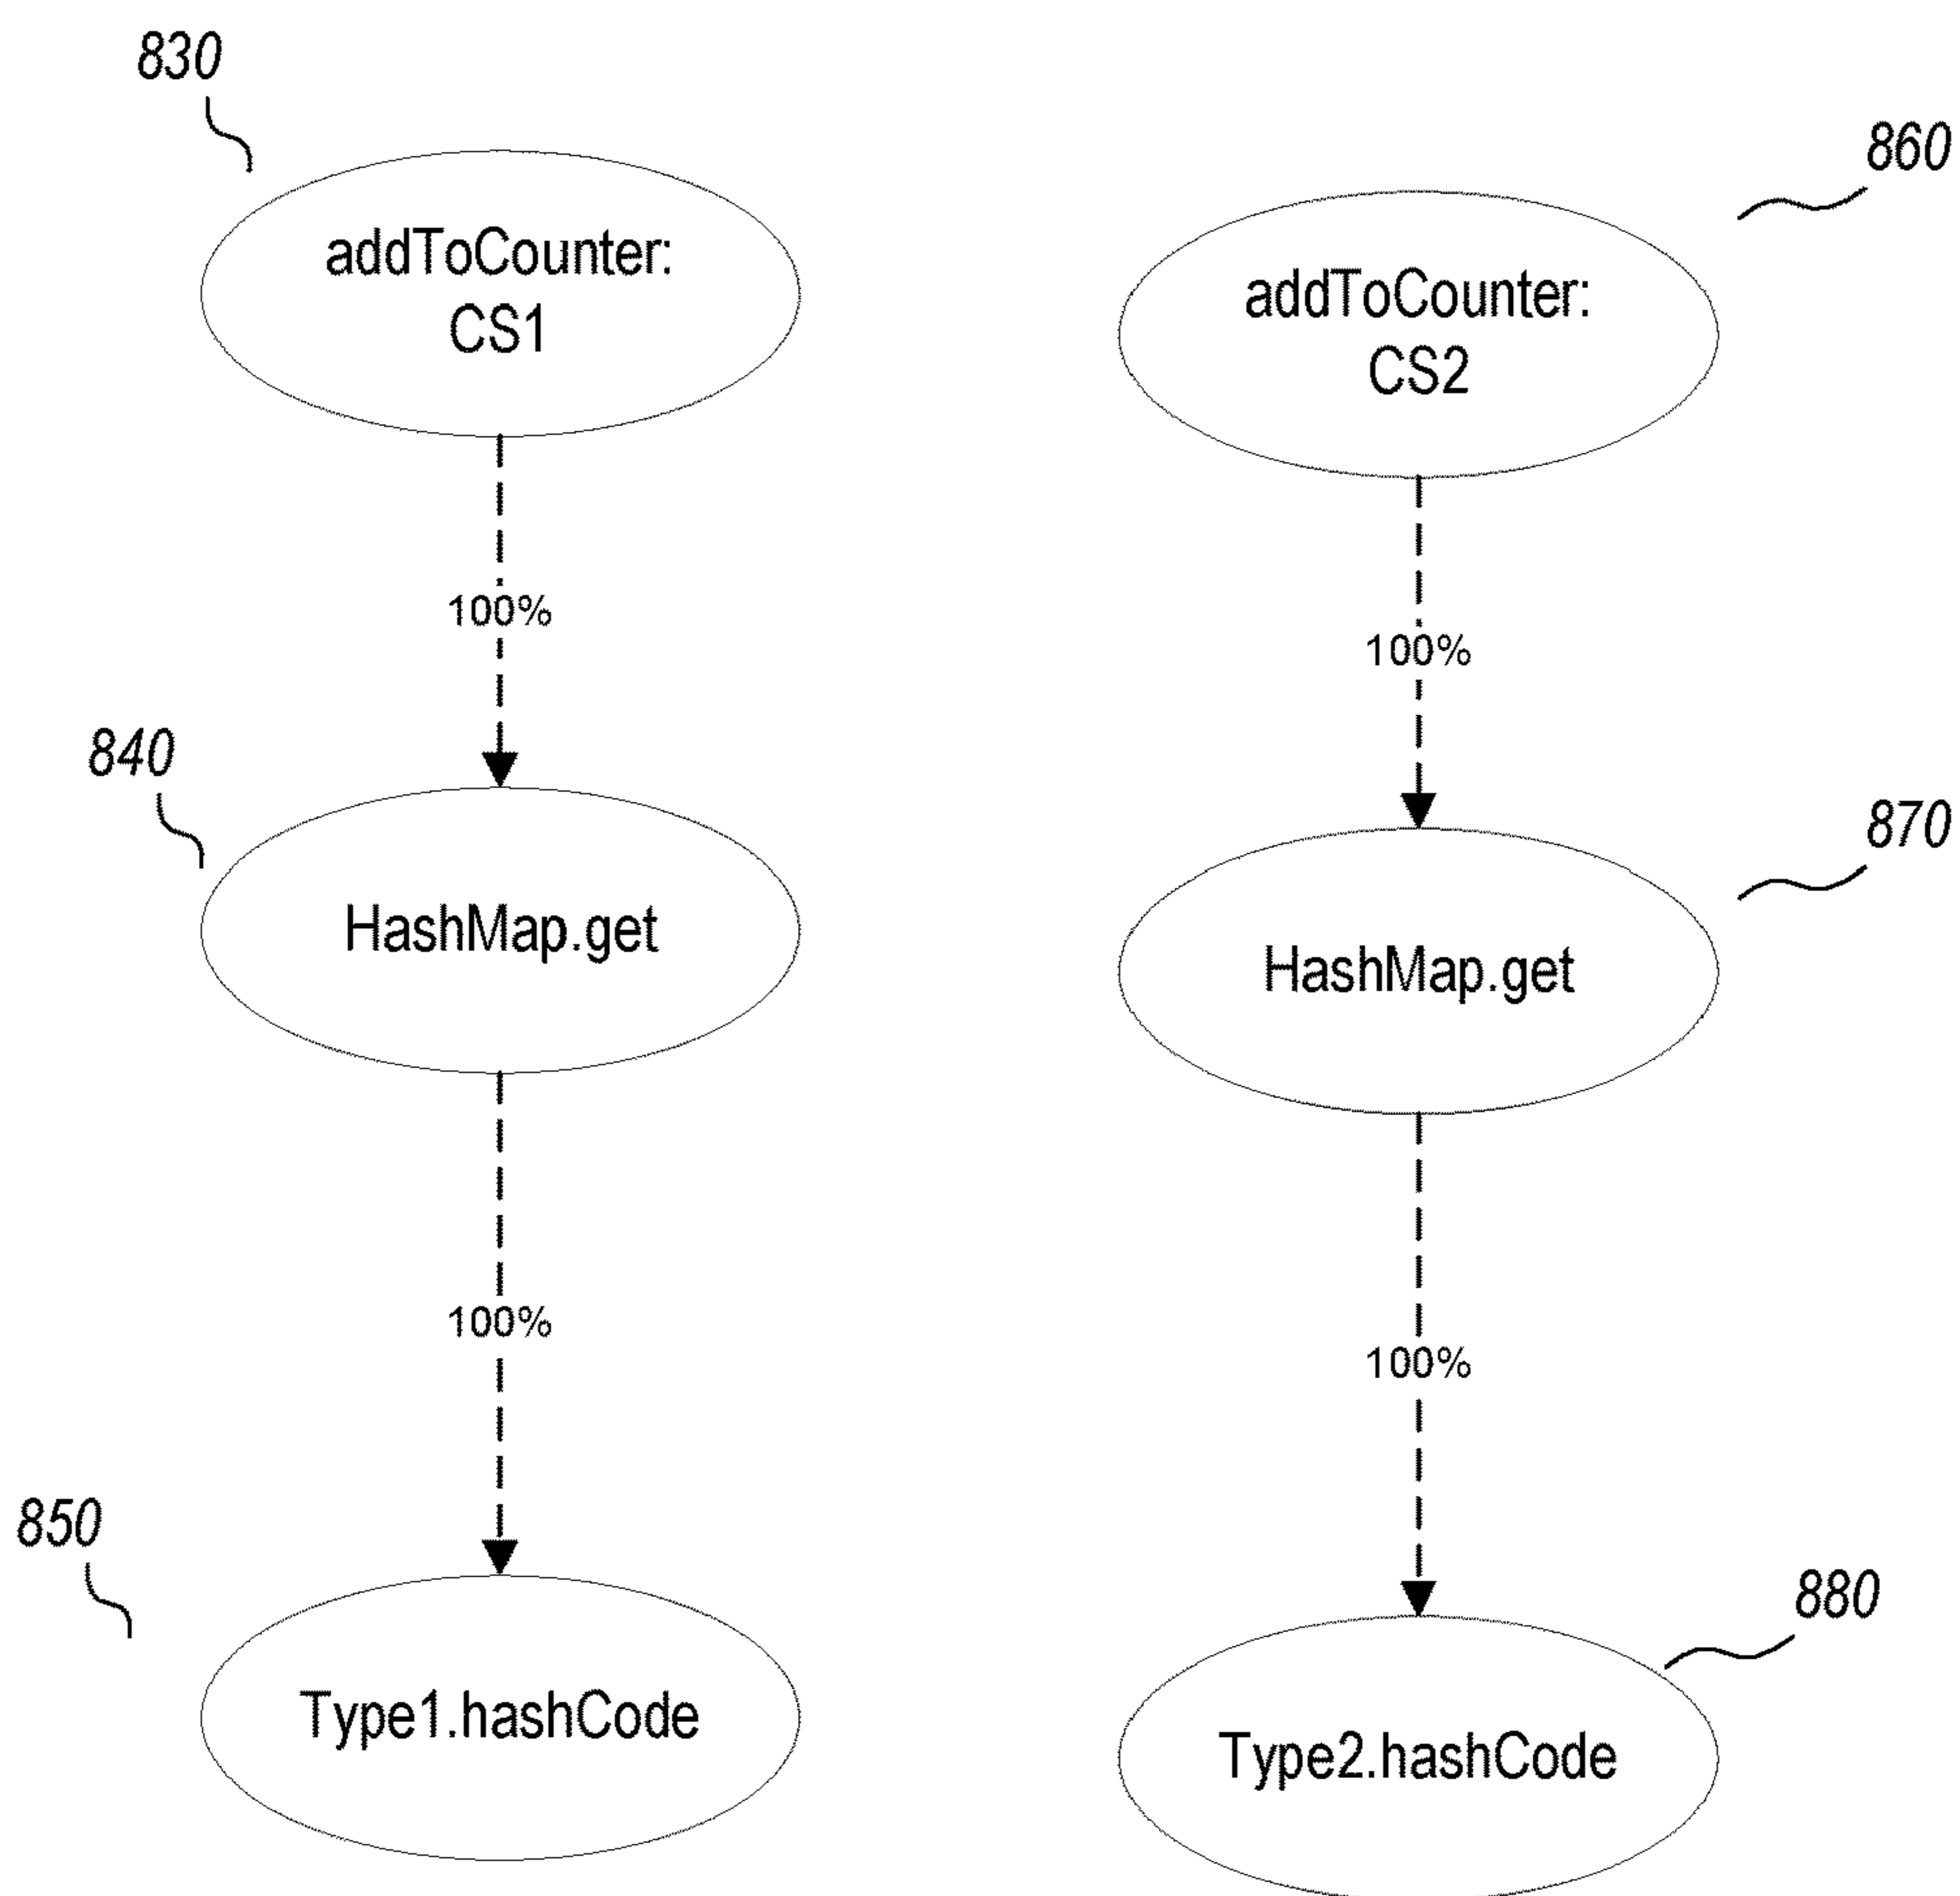 830
addToCounter:
CS1
100%
840
HashMap.get
100%
850
Type1.hashCode
860
addToCounter:
CS2
100%
870
HashMap.get
100%
880
Type2.hashCode